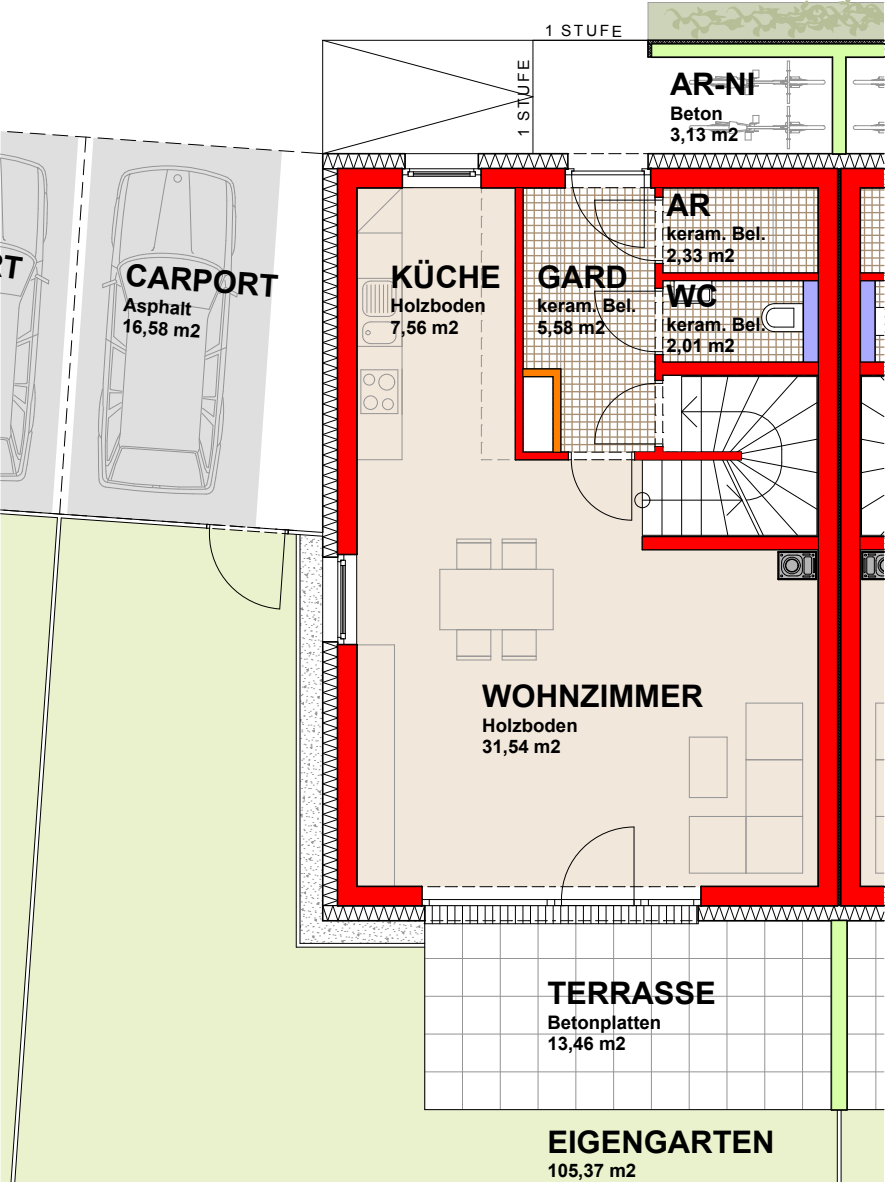 1 STUFE
1 STUFE
AR-NI
Beton
3,13 m2
AR
keram. Bel.
2,33 m2
RT
CARPORT
Asphalt
16,58 m2
KÜCHE
Holzboden
7,56 m2
GARD
keram. Bel.
5,58 m2
WC
keram. Bel.
2,01 m2
WOHNZIMMER
Holzboden
31,54 m2
TERRASSE
Betonplatten
13,46 m2
EIGENGARTEN
105,37 m2